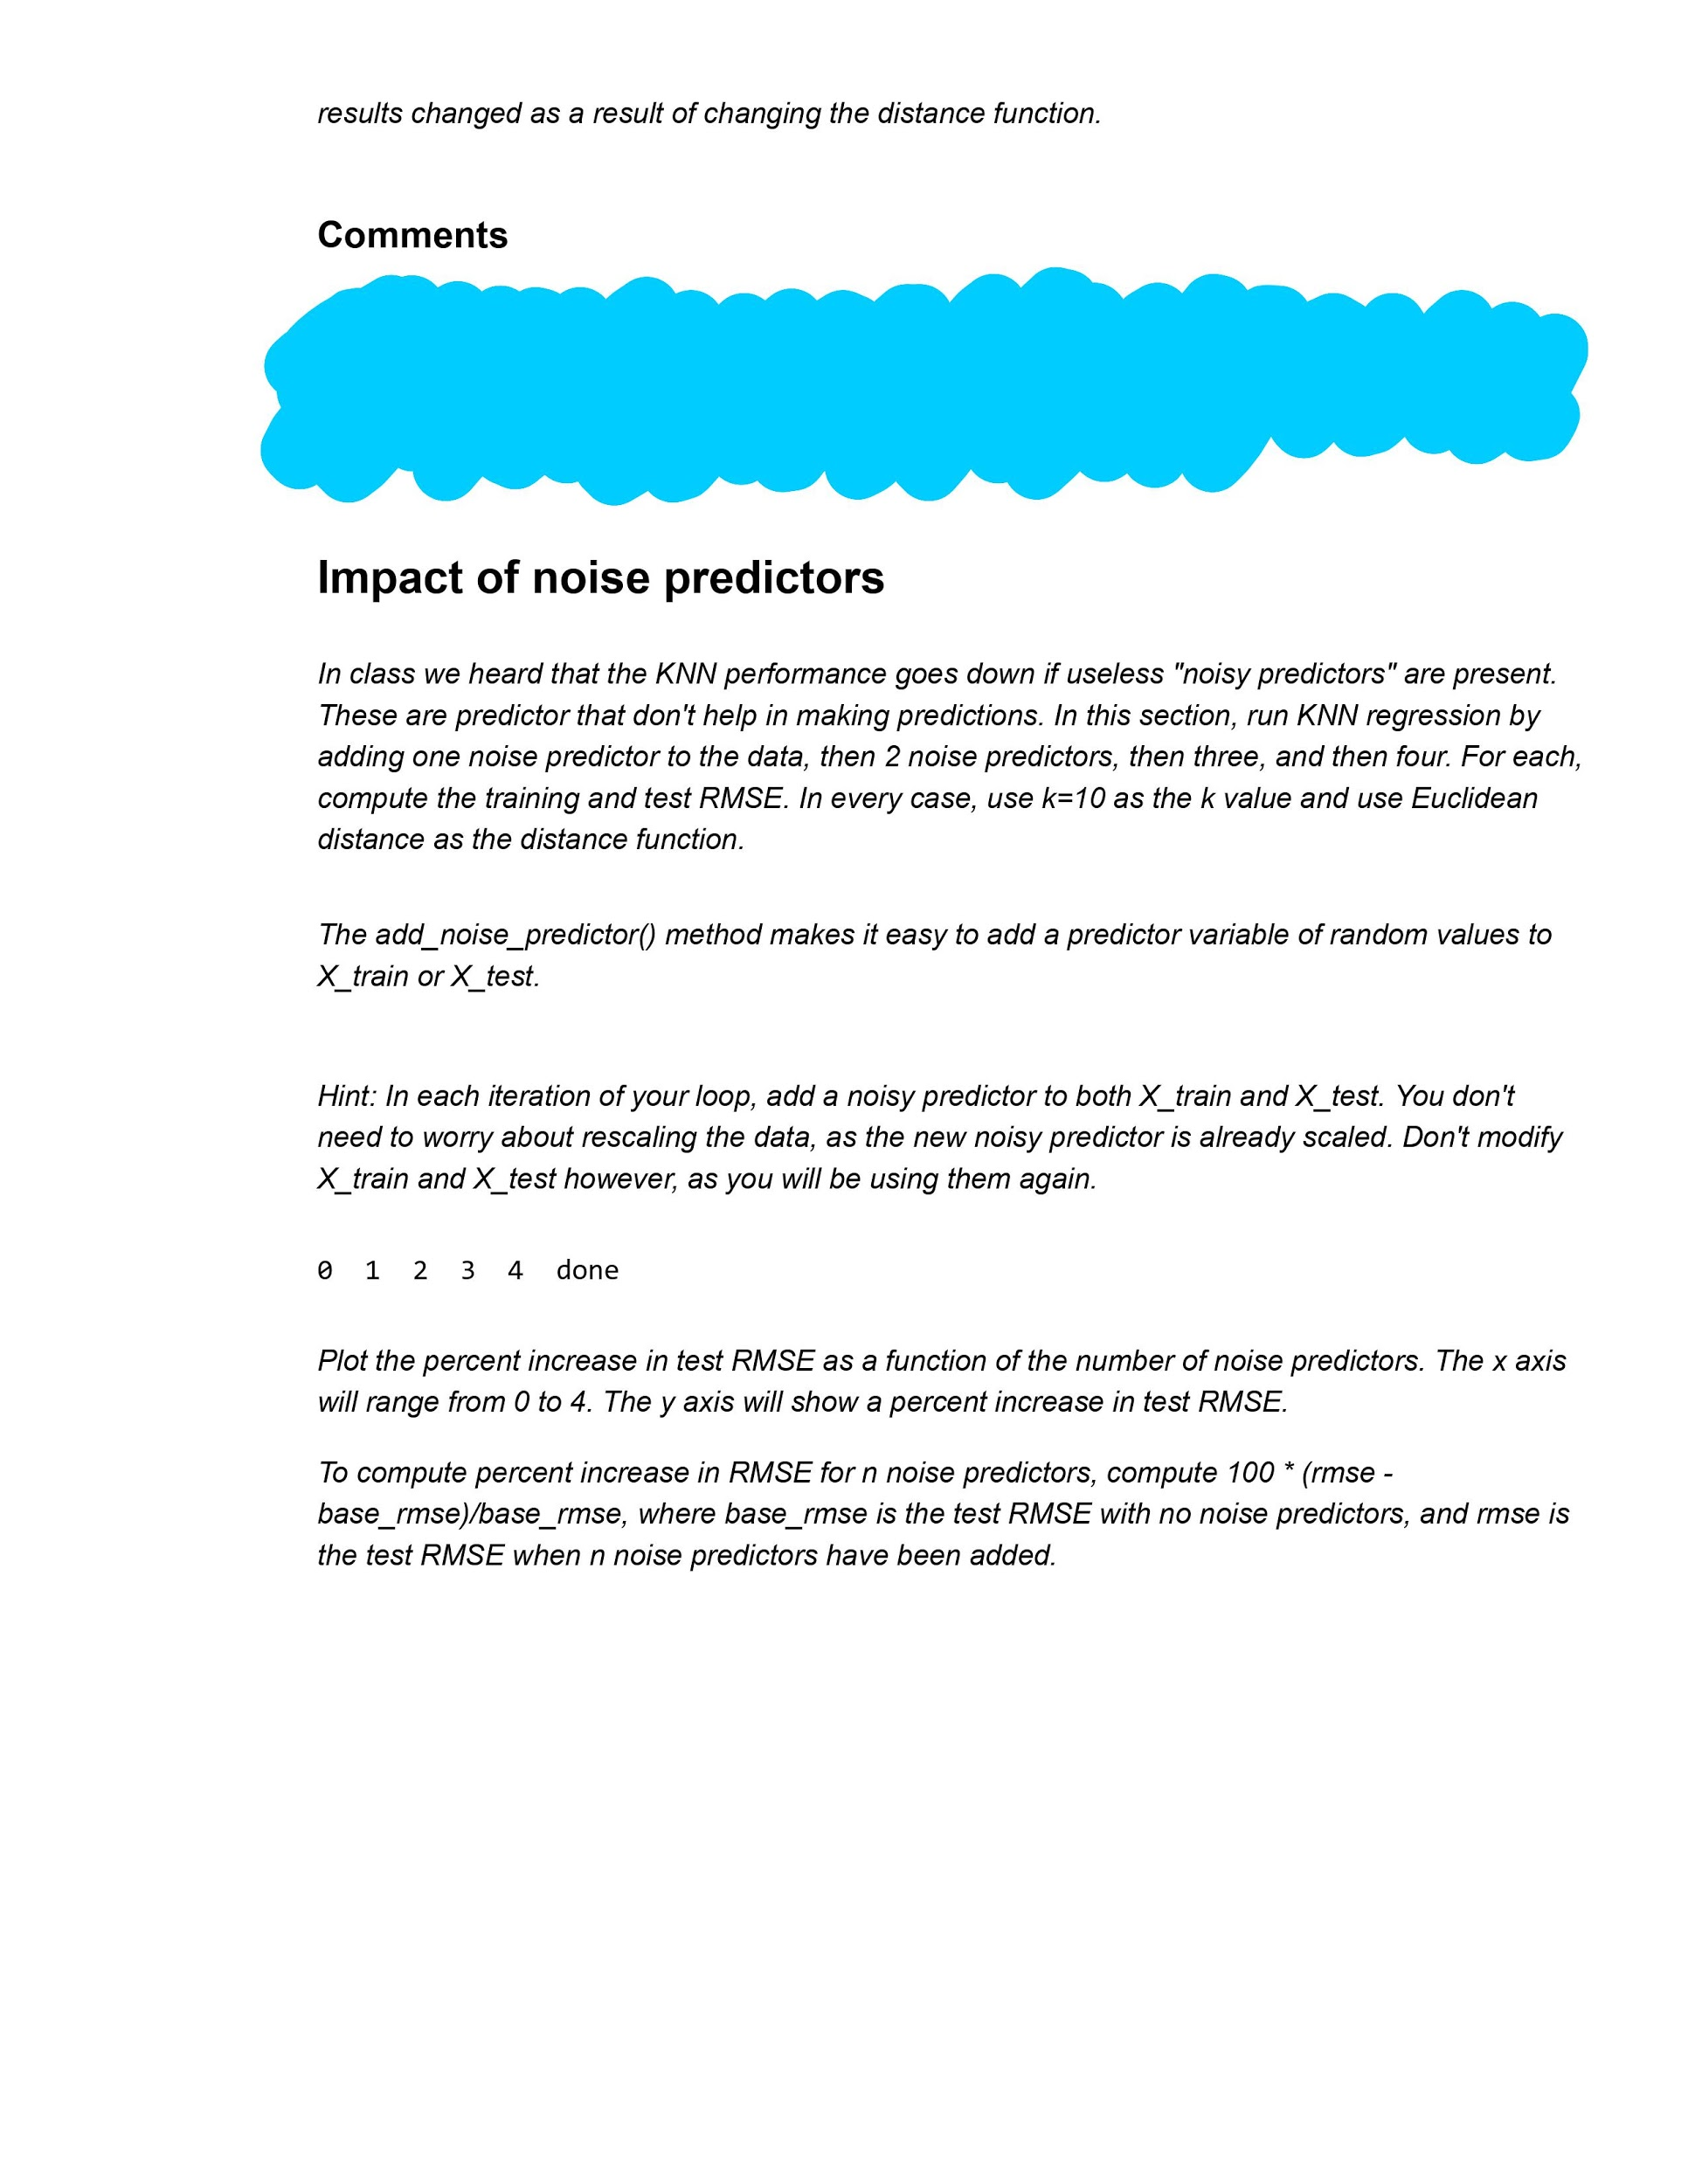 results changed as a result of changing the distance function.
Comments
Impact of noise predictors
In class we heard that the KNN performance goes down if useless "noisy predictors" are present.
These are predictor that don't help in making predictions. In this section, run KNN regression by
adding one noise predictor to the data, then 2 noise predictors, then three, and then four. For each,
compute the training and test RMSE. In every case, use k=10 as the k value and use Euclidean
distance as the distance function.
The add_noise_predictor() method makes it easy to add a predictor variable of random values to
X_train or X_test.
Hint: In each iteration of your loop, add a noisy predictor to both X_train and X_test. You don't
need to worry about rescaling the data, as the new noisy predictor is already scaled. Don't modify
X_train and X_test however, as you will be using them again.
0 1 2 3 4 done
Plot the percent increase in test RMSE as a function of the number of noise predictors. The x axis
will range from 0 to 4. The y axis will show a percent increase in test RMSE.
To compute percent increase in RMSE for n noise predictors, compute 100 * (rmse -
base_rmse)/base_rmse, where base_rmse is the test RMSE with no noise predictors, and rmse is
the test RMSE when n noise predictors have been added.